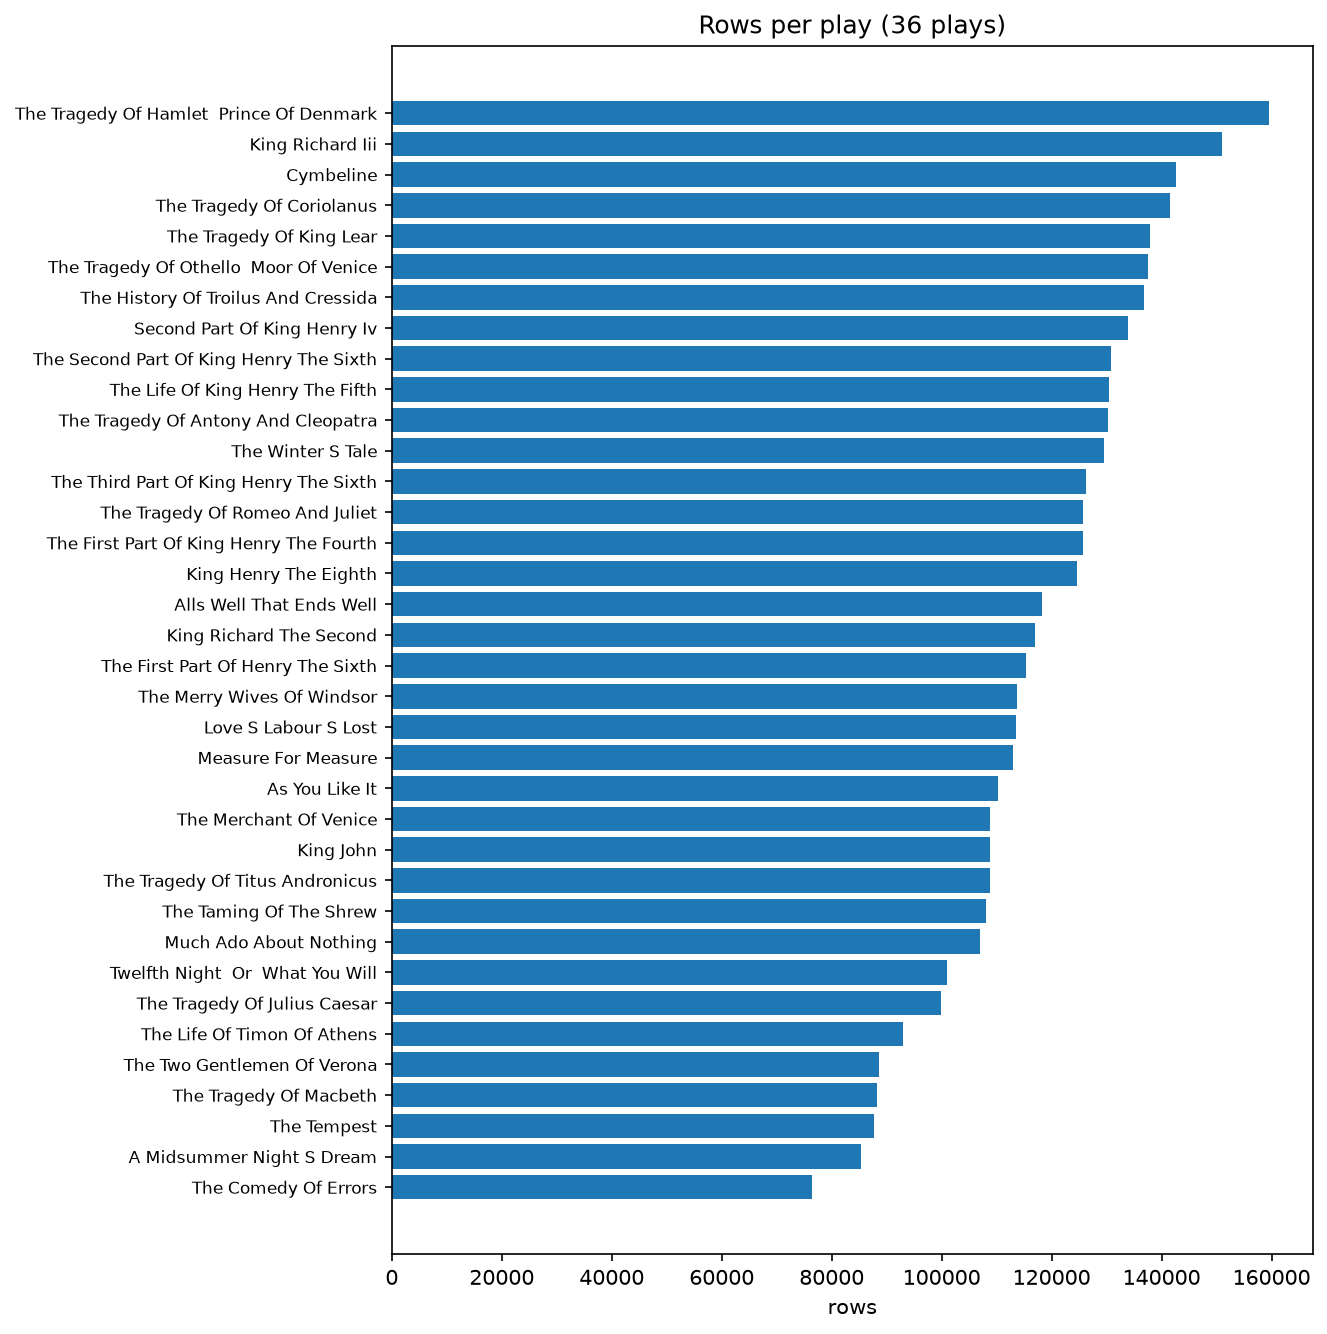 Rows per play (36 plays)
The Tragedy Of Hamlet  Prince Of Denmark
King Richard Iii
Cymbeline
The Tragedy Of Coriolanus
The Tragedy Of King Lear
The Tragedy Of Othello  Moor Of Venice
The History Of Troilus And Cressida
Second Part Of King Henry Iv
The Second Part Of King Henry The Sixth
The Life Of King Henry The Fifth
The Tragedy Of Antony And Cleopatra
The Winter S Tale
The Third Part Of King Henry The Sixth
The Tragedy Of Romeo And Juliet
The First Part Of King Henry The Fourth
King Henry The Eighth
Alls Well That Ends Well
King Richard The Second
The First Part Of Henry The Sixth
The Merry Wives Of Windsor
Love S Labour S Lost
Measure For Measure
As You Like It
The Merchant Of Venice
King John
The Tragedy Of Titus Andronicus
The Taming Of The Shrew
Much Ado About Nothing
Twelfth Night  Or  What You Will
The Tragedy Of Julius Caesar
The Life Of Timon Of Athens
The Two Gentlemen Of Verona
The Tragedy Of Macbeth
The Tempest
A Midsummer Night S Dream
The Comedy Of Errors
0 20000 40000 60000 80000 100000 120000 140000 160000
rows